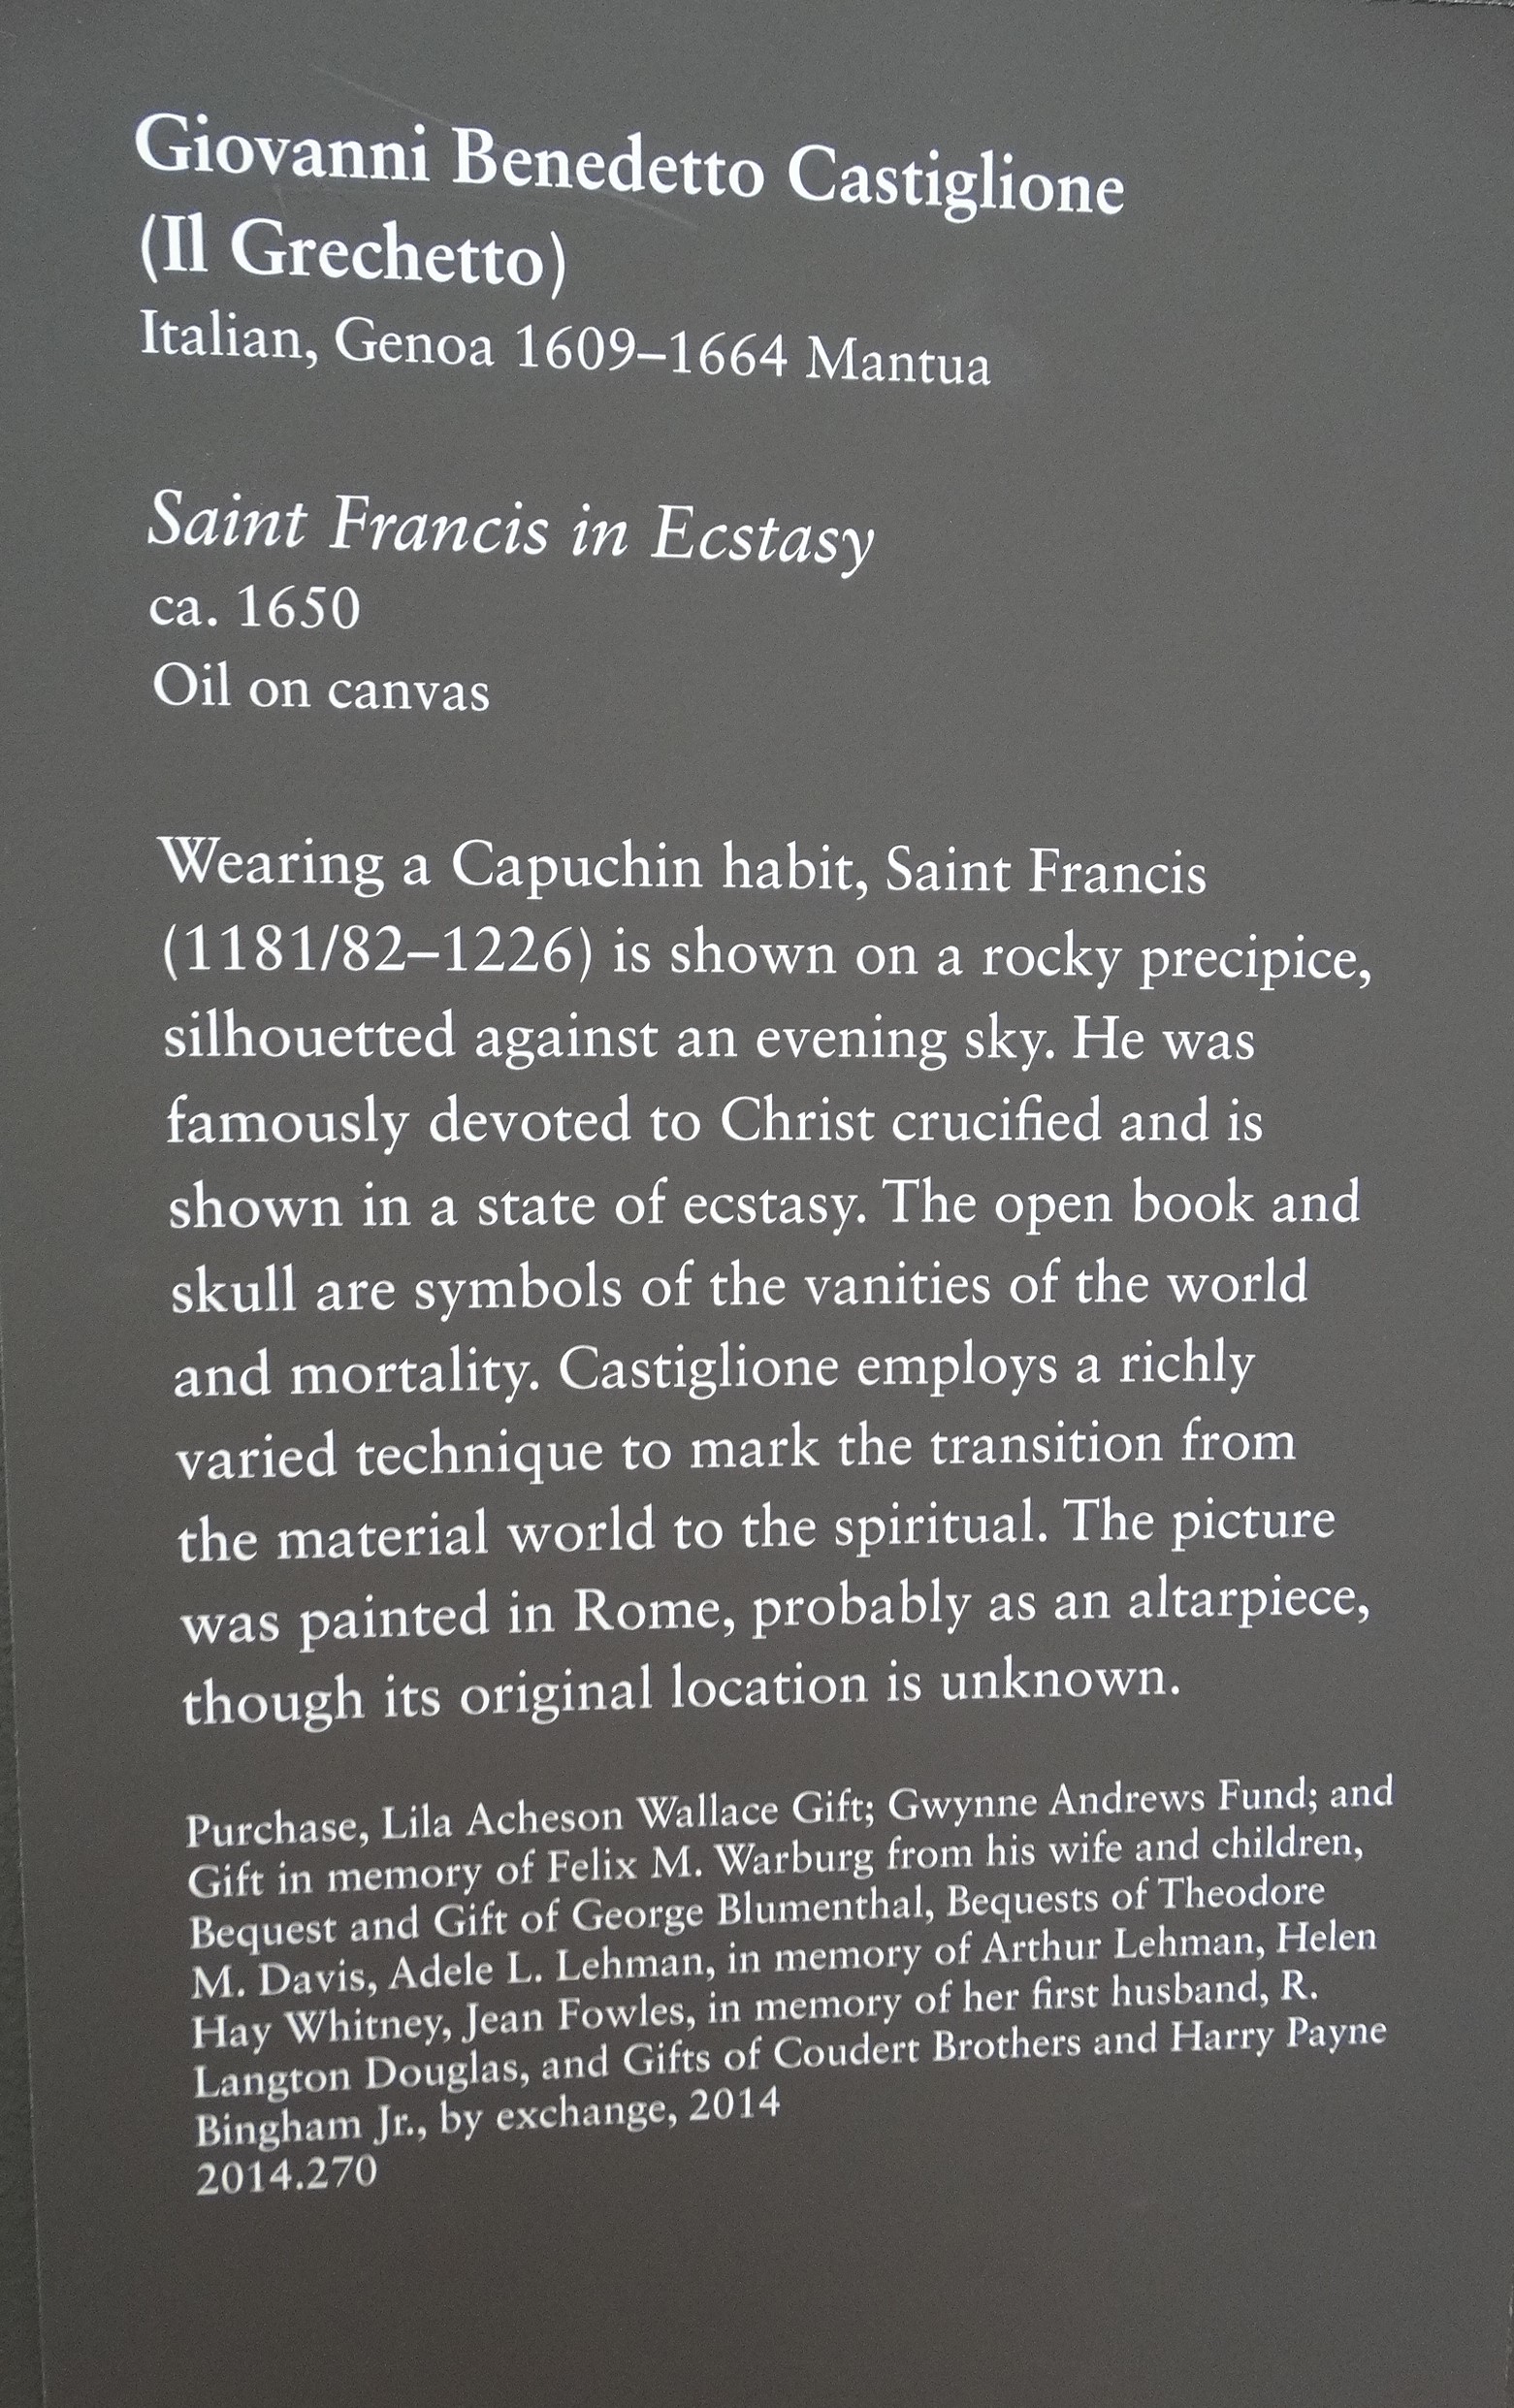 Giovanni Benedetto Castiglione
(Il Grechetto)
Italian, Genoa 1609–1664 Mantua
Saint Francis in Ecstasy
ca. 1650
Oil on canvas
Wearing a Capuchin habit, Saint Francis
(1181/82–1226) is shown on a rocky precipice,
silhouetted against an evening sky. He was
famously devoted to Christ crucified and is
shown in a state of ecstasy. The open book and
skull are symbols of the vanities of the world
and mortality. Castiglione employs a richly
varied technique to mark the transition from
the material world to the spiritual. The picture
was painted in Rome, probably as an altarpiece,
though its original location is unknown.
Purchase, Lila Acheson Wallace Gift; Gwynne Andrews Fund; and
Gift in memory of Felix M. Warburg from his wife and children,
Bequest and Gift of George Blumenthal, Bequests of Theodore
M. Davis, Adele L. Lehman, in memory of Arthur Lehman, Helen
Hay Whitney, Jean Fowles, in memory of her first husband, R.
Langton Douglas, and Gifts of Coudert Brothers and Harry Payne
Bingham Jr., by exchange, 2014
2014.270